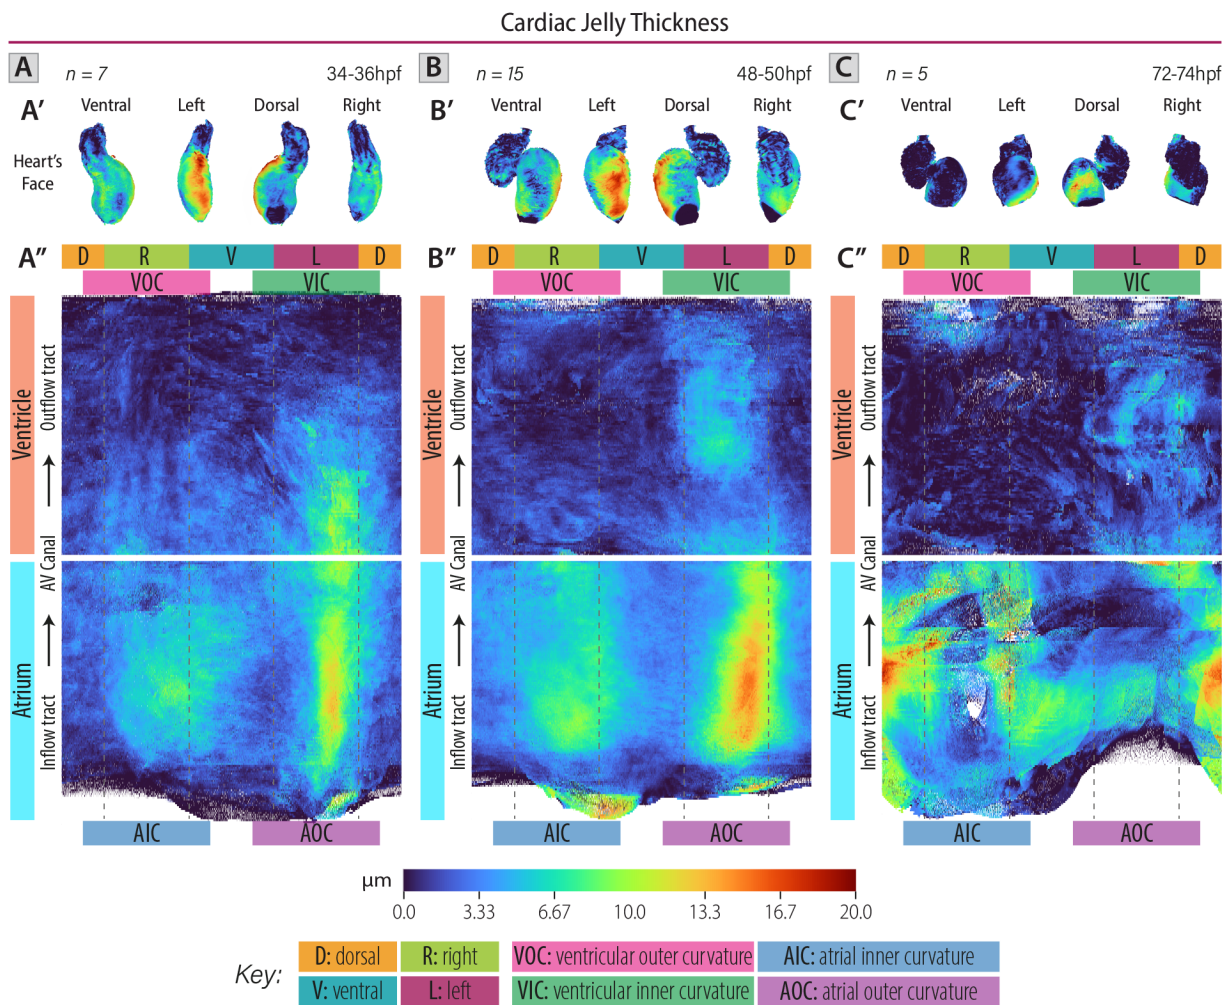 Cardiac Jelly Thickness
A n = 7 34-36hpf
B n = 15 48-50hpf
C n = 5 72-74hpf
A' Ventral Left Dorsal Right
B' Ventral Left Dorsal Right
C' Ventral Left Dorsal Right
Heart's
Face
A" D R V L D
VOC VIC
B" D R V L D
VOC VIC
C" D R V L D
VOC VIC
Ventricle
Outflow tract
Atrium
Inflow tract
AV Canal
AIC AOC
Ventricle
Outflow tract
Atrium
Inflow tract
AV Canal
AIC AOC
Ventricle
Outflow tract
Atrium
Inflow tract
AV Canal
AIC AOC
µm
0.0 3.33 6.67 10.0 13.3 16.7 20.0
Key:
D: dorsal R: right VOC: ventricular outer curvature AIC: atrial inner curvature
V: ventral L: left VIC: ventricular inner curvature AOC: atrial outer curvature